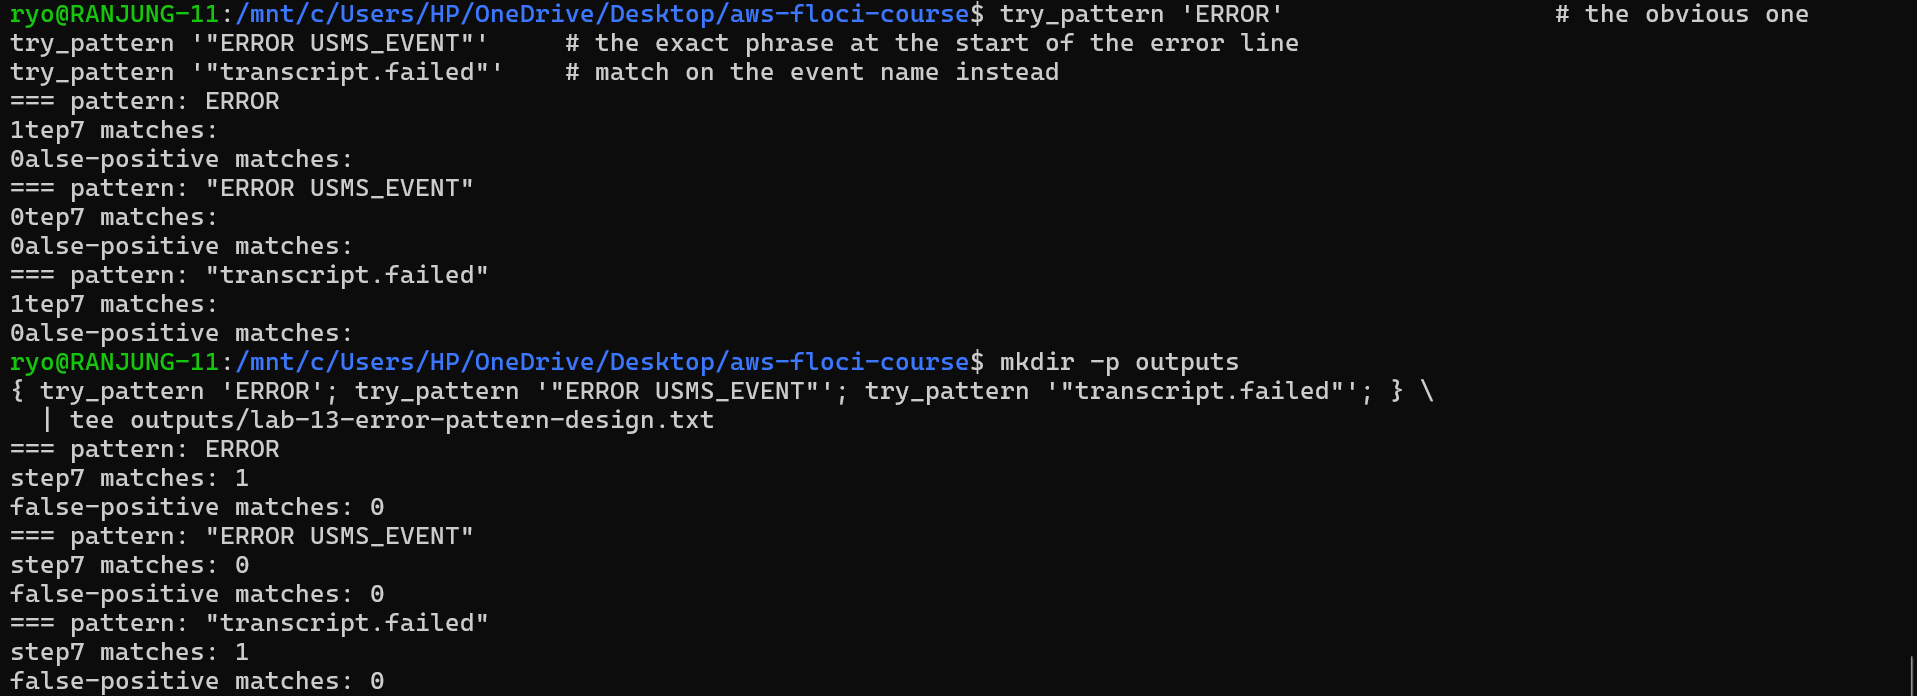 ryo@RANJUNG-11:/mnt/c/Users/HP/OneDrive/Desktop/aws-floci-course$ try_pattern 'ERROR'                  # the obvious one
try_pattern '"ERROR USMS_EVENT"'     # the exact phrase at the start of the error line
try_pattern '"transcript.failed"'    # match on the event name instead
=== pattern: ERROR
1tep7 matches:
0alse-positive matches:
=== pattern: "ERROR USMS_EVENT"
0tep7 matches:
0alse-positive matches:
=== pattern: "transcript.failed"
1tep7 matches:
0alse-positive matches:
ryo@RANJUNG-11:/mnt/c/Users/HP/OneDrive/Desktop/aws-floci-course$ mkdir -p outputs
{ try_pattern 'ERROR'; try_pattern '"ERROR USMS_EVENT"'; try_pattern '"transcript.failed"'; } \
  | tee outputs/lab-13-error-pattern-design.txt
=== pattern: ERROR
step7 matches: 1
false-positive matches: 0
=== pattern: "ERROR USMS_EVENT"
step7 matches: 0
false-positive matches: 0
=== pattern: "transcript.failed"
step7 matches: 1
false-positive matches: 0